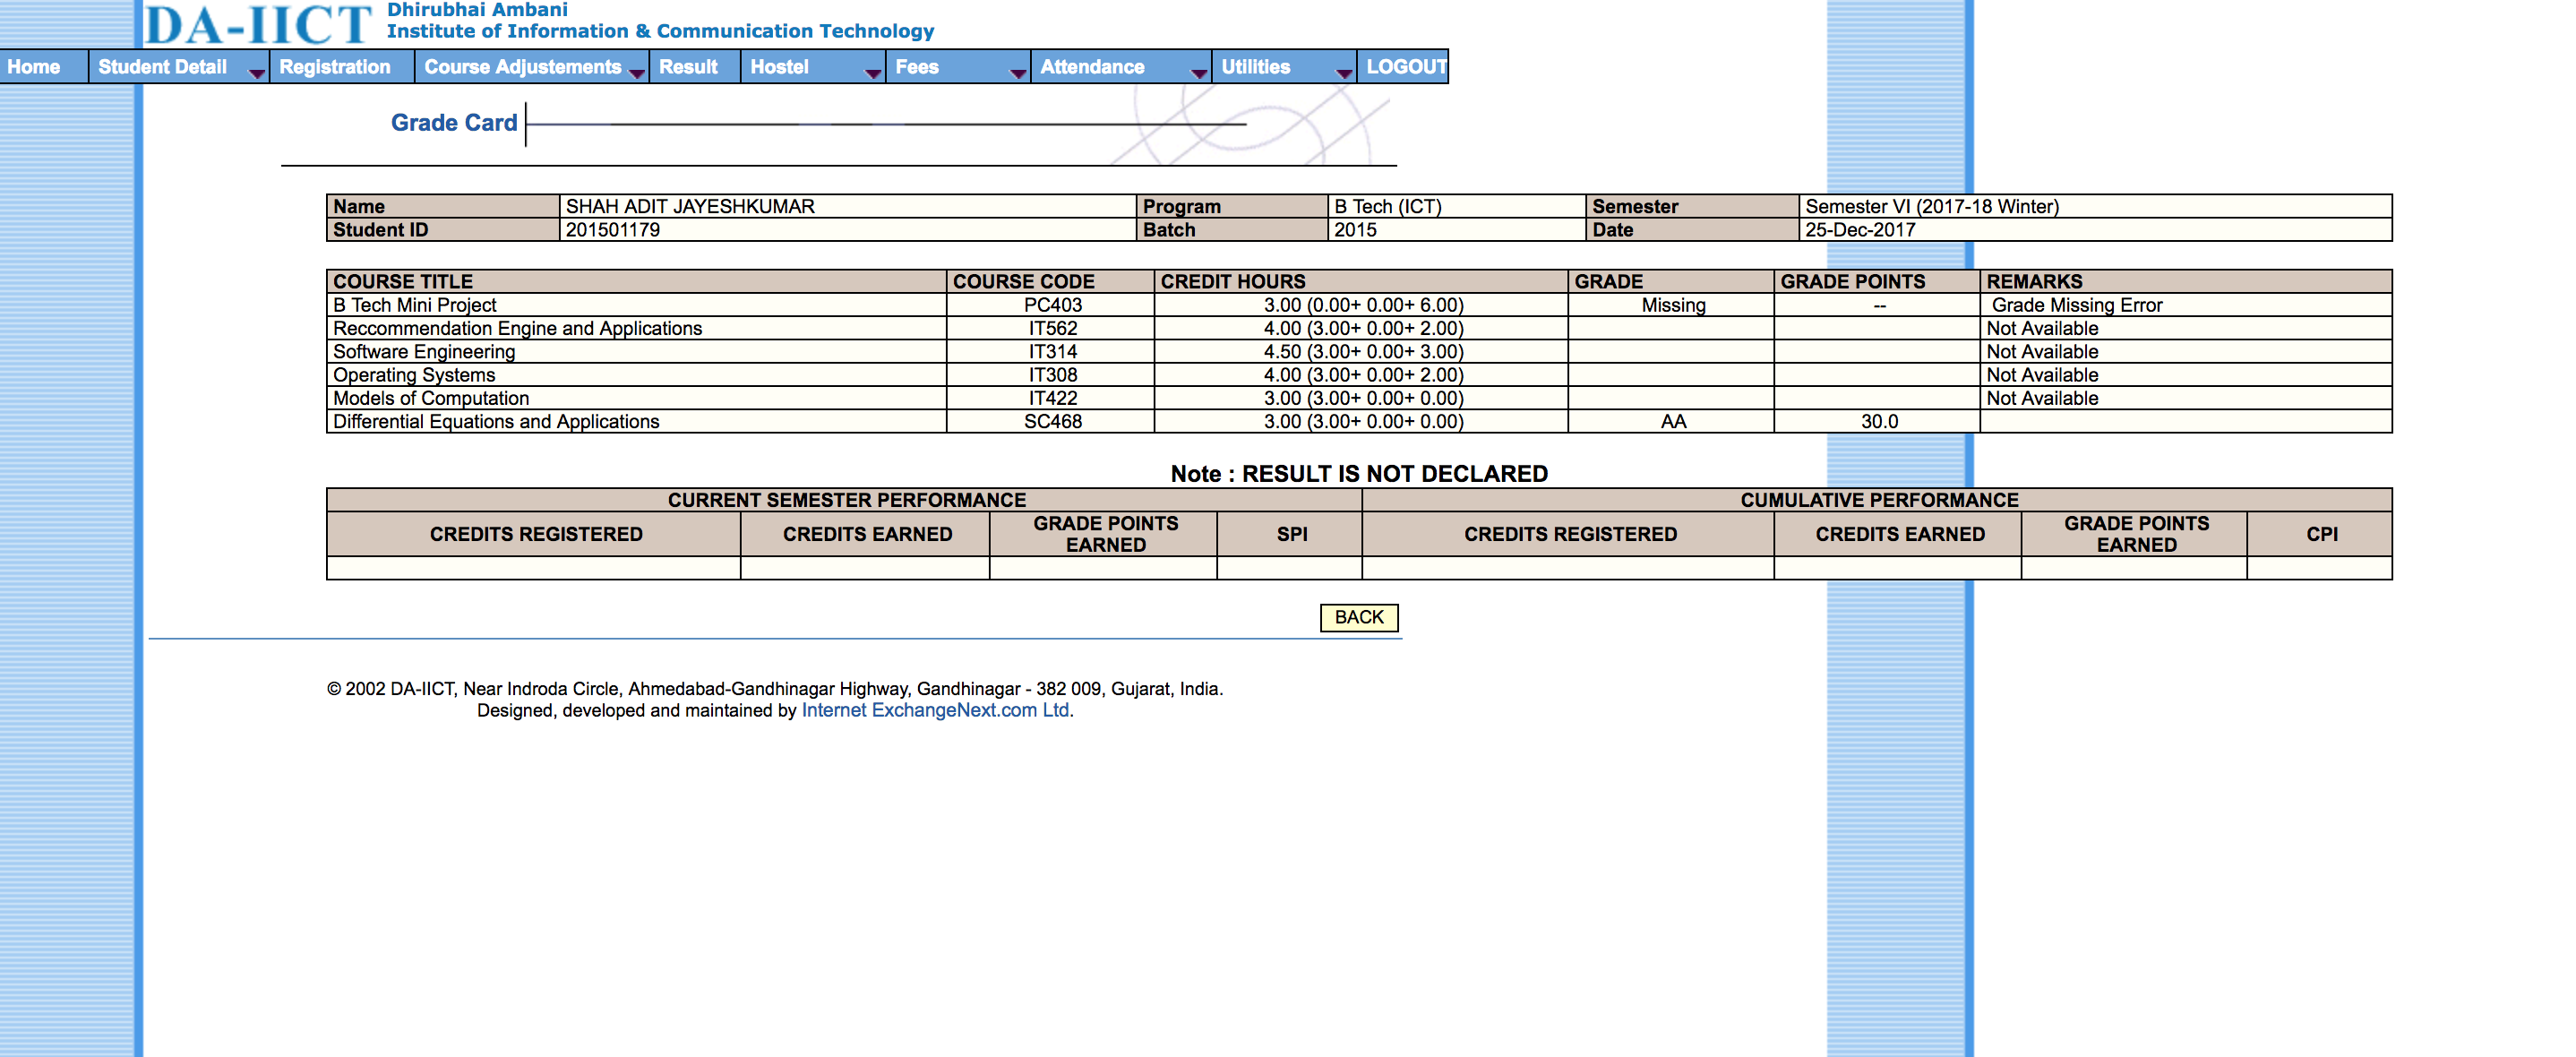 DA-IICT Dhirubhai Ambani
Institute of Information & Communication Technology
Home Student Detail Registration Course Adjustements Result Hostel Fees Attendance Utilities LOGOUT
Grade Card
Name SHAH ADIT JAYESHKUMAR Program B Tech (ICT) Semester Semester VI (2017-18 Winter)
Student ID 201501179 Batch 2015 Date 25-Dec-2017
COURSE TITLE COURSE CODE CREDIT HOURS GRADE GRADE POINTS REMARKS
B Tech Mini Project PC403 3.00 (0.00+ 0.00+ 6.00) Missing -- Grade Missing Error
Reccommendation Engine and Applications IT562 4.00 (3.00+ 0.00+ 2.00) Not Available
Software Engineering IT314 4.50 (3.00+ 0.00+ 3.00) Not Available
Operating Systems IT308 4.00 (3.00+ 0.00+ 2.00) Not Available
Models of Computation IT422 3.00 (3.00+ 0.00+ 0.00) Not Available
Differential Equations and Applications SC468 3.00 (3.00+ 0.00+ 0.00) AA 30.0
Note : RESULT IS NOT DECLARED
CURRENT SEMESTER PERFORMANCE CUMULATIVE PERFORMANCE
CREDITS REGISTERED CREDITS EARNED GRADE POINTS EARNED SPI CREDITS REGISTERED CREDITS EARNED GRADE POINTS EARNED CPI
BACK
© 2002 DA-IICT, Near Indroda Circle, Ahmedabad-Gandhinagar Highway, Gandhinagar - 382 009, Gujarat, India.
Designed, developed and maintained by Internet ExchangeNext.com Ltd.